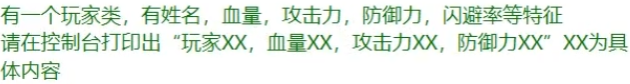 有一个玩家类，有姓名，血量，攻击力，防御力，闪避率等特征
请在控制台打印出“玩家XX，血量XX，攻击力XX，防御力XX”XX为具
体内容